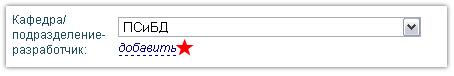 Кафедра/
подразделение-
разработчик:
ПСиБД
добавить